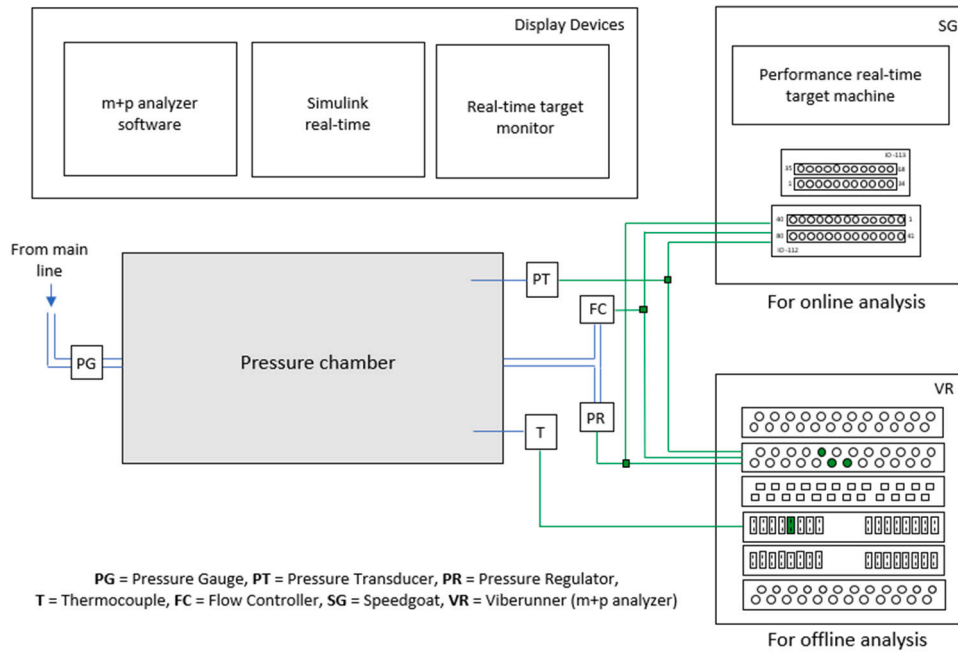 Display Devices
m+p analyzer
software
Simulink
real-time
Real-time target
monitor
SG
Performance real-time
target machine
IO -113
35
68
1
34
40
1
80
41
IO -112
For online analysis
From main
line
PG
Pressure chamber
PT
FC
PR
T
VR
For offline analysis
PG = Pressure Gauge, PT = Pressure Transducer, PR = Pressure Regulator,
T = Thermocouple, FC = Flow Controller, SG = Speedgoat, VR = Viberunner (m+p analyzer)